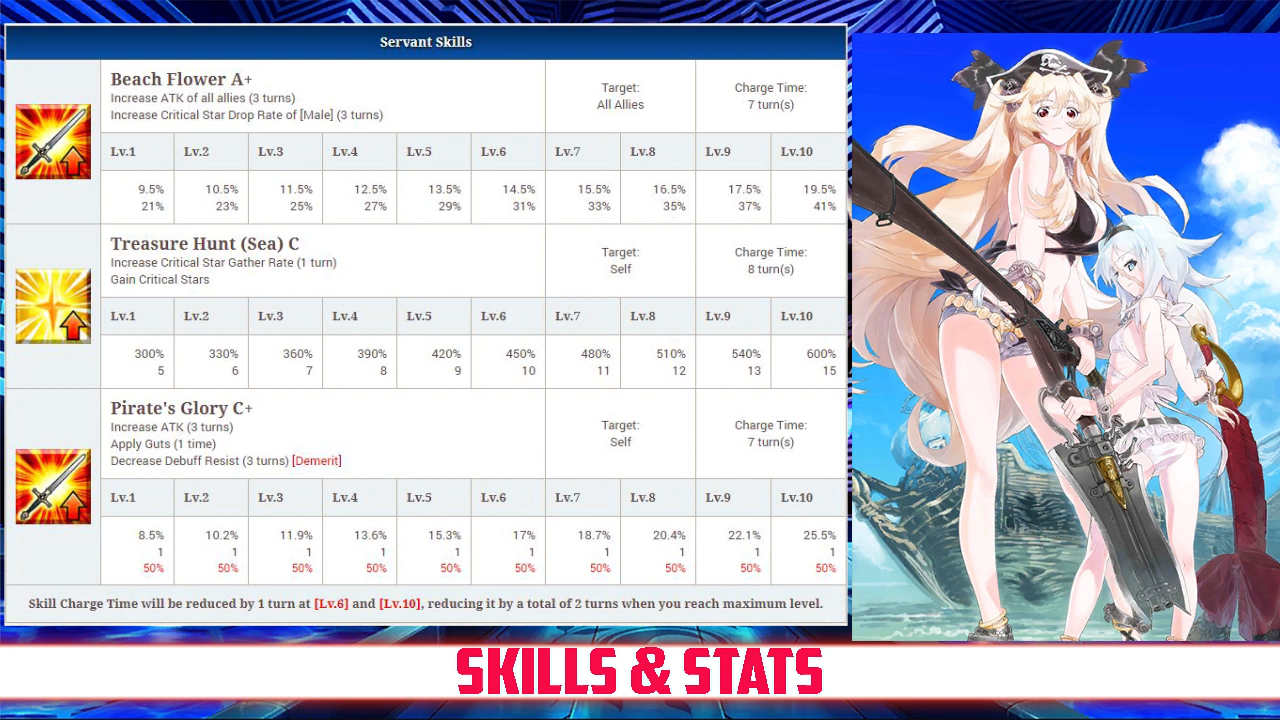 Servant Skills
Beach Flower A+
Increase ATK of all allies (3 turns)
Increase Critical Star Drop Rate of [Male] (3 turns)
Target:
All Allies
Charge Time:
7 turn(s)
Lv.1 Lv.2 Lv.3 Lv.4 Lv.5 Lv.6 Lv.7 Lv.8 Lv.9 Lv.10
9.5% 10.5% 11.5% 12.5% 13.5% 14.5% 15.5% 16.5% 17.5% 19.5%
21% 23% 25% 27% 29% 31% 33% 35% 37% 41%
Treasure Hunt (Sea) C
Increase Critical Star Gather Rate (1 turn)
Gain Critical Stars
Target:
Self
Charge Time:
8 turn(s)
Lv.1 Lv.2 Lv.3 Lv.4 Lv.5 Lv.6 Lv.7 Lv.8 Lv.9 Lv.10
300% 330% 360% 390% 420% 450% 480% 510% 540% 600%
5 6 7 8 9 10 11 12 13 15
Pirate's Glory C+
Increase ATK (3 turns)
Apply Guts (1 time)
Decrease Debuff Resist (3 turns) [Demerit]
Target:
Self
Charge Time:
7 turn(s)
Lv.1 Lv.2 Lv.3 Lv.4 Lv.5 Lv.6 Lv.7 Lv.8 Lv.9 Lv.10
8.5% 10.2% 11.9% 13.6% 15.3% 17% 18.7% 20.4% 22.1% 25.5%
1 1 1 1 1 1 1 1 1 1
50% 50% 50% 50% 50% 50% 50% 50% 50% 50%
Skill Charge Time will be reduced by 1 turn at [Lv.6] and [Lv.10], reducing it by a total of 2 turns when you reach maximum level.
SKILLS & STATS